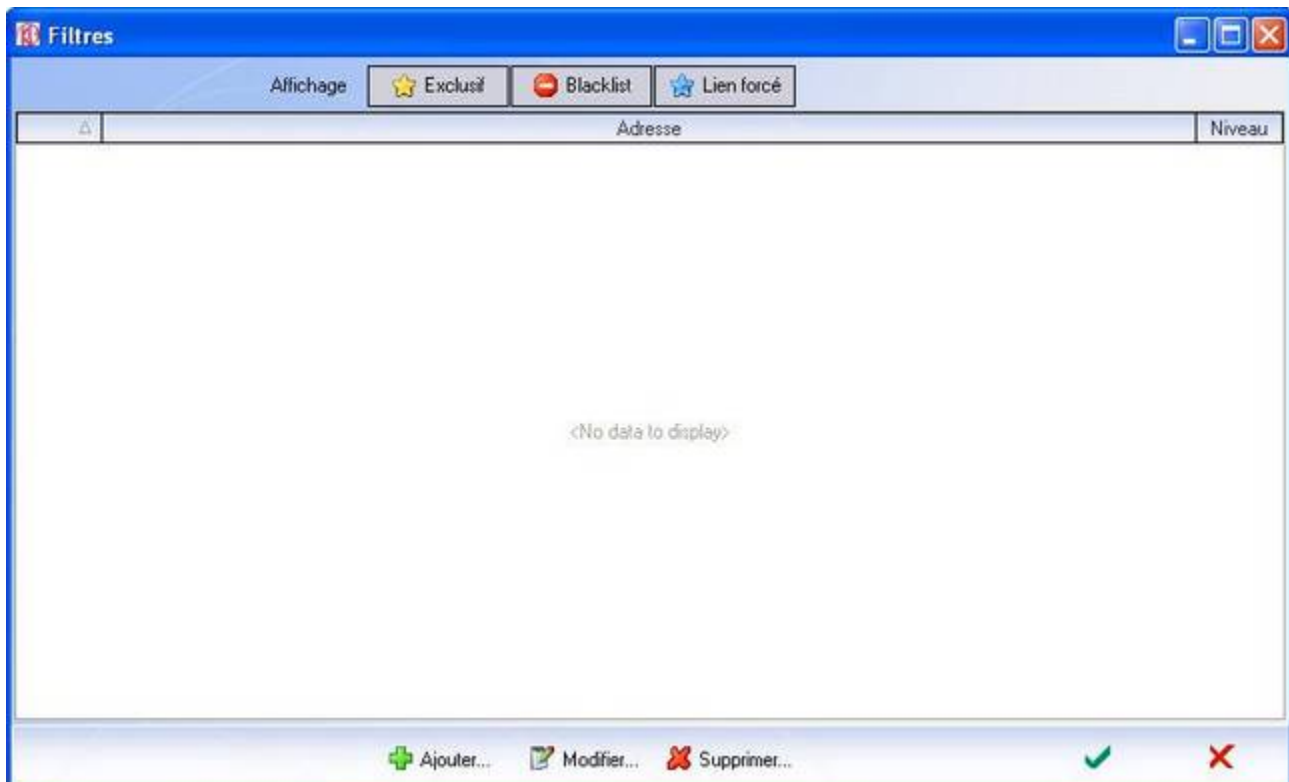 Filtres
Affichage Exclusif Blacklist Lien forcé
Adresse Niveau
<No data to display>
Ajouter... Modifier... Supprimer...